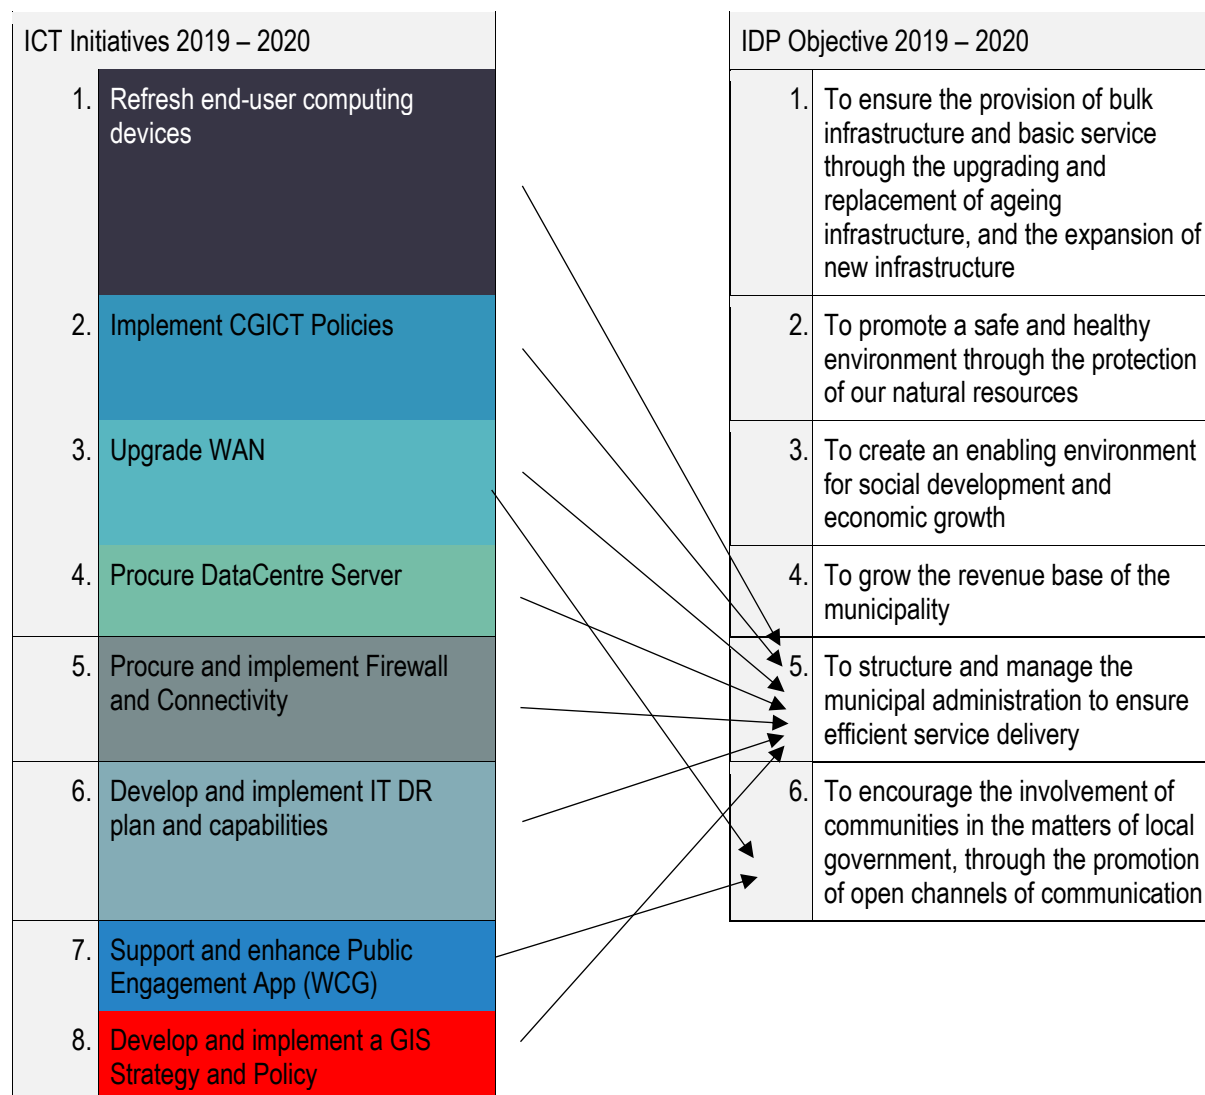 ICT Initiatives 2019 – 2020
1. Refresh end-user computing
devices
2. Implement CGICT Policies
3. Upgrade WAN
4. Procure DataCentre Server
5. Procure and implement Firewall
and Connectivity
6. Develop and implement IT DR
plan and capabilities
7. Support and enhance Public
Engagement App (WCG)
8. Develop and implement a GIS
Strategy and Policy
IDP Objective 2019 – 2020
1. To ensure the provision of bulk
infrastructure and basic service
through the upgrading and
replacement of ageing
infrastructure, and the expansion of
new infrastructure
2. To promote a safe and healthy
environment through the protection
of our natural resources
3. To create an enabling environment
for social development and
economic growth
4. To grow the revenue base of the
municipality
5. To structure and manage the
municipal administration to ensure
efficient service delivery
6. To encourage the involvement of
communities in the matters of local
government, through the promotion
of open channels of communication